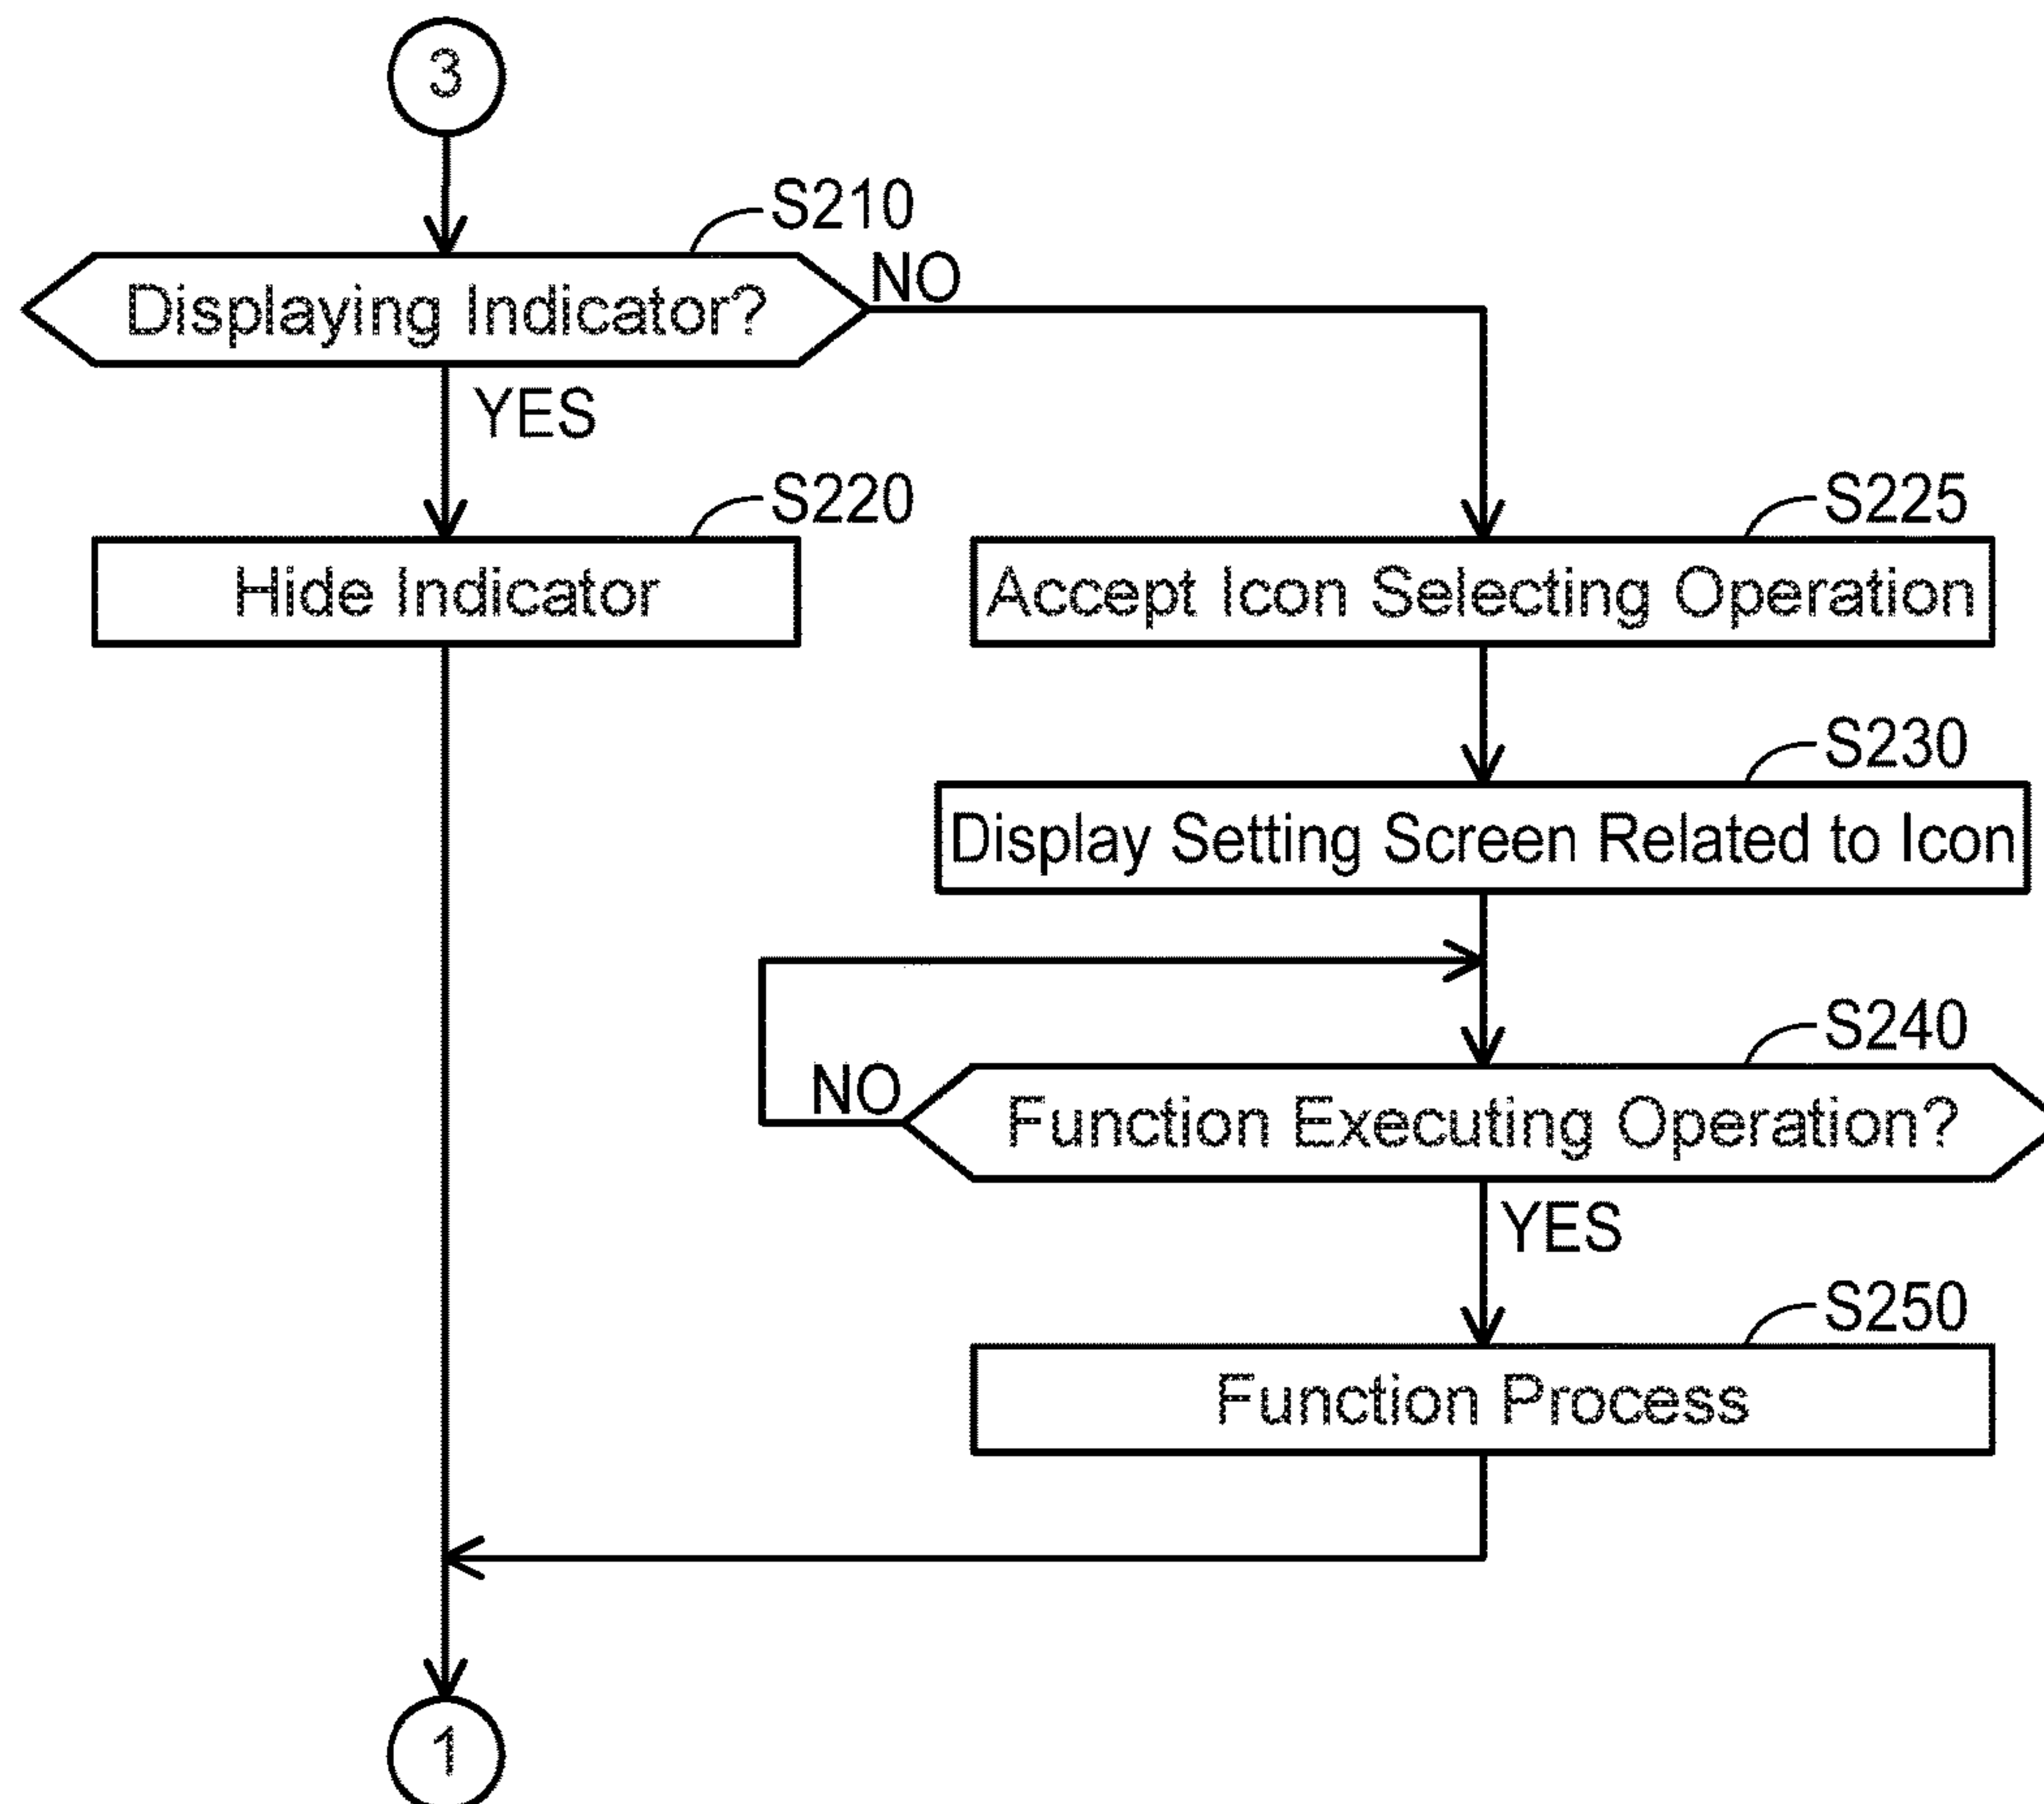 3
S210
Displaying Indicator?
NO
YES
S220
Hide Indicator
S225
Accept Icon Selecting Operation
S230
Display Setting Screen Related to Icon
S240
NO
Function Executing Operation?
YES
S250
Function Process
1